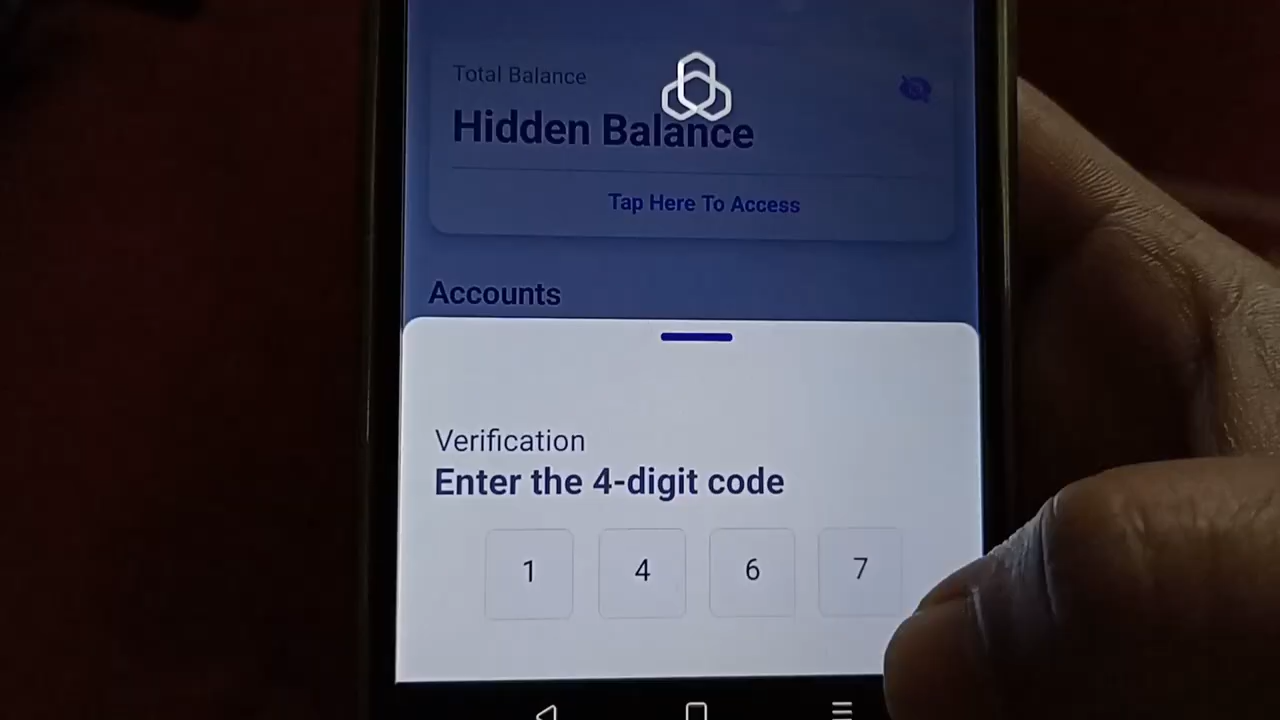 Total Balance
Hidden Balance
Tap Here To Access
Accounts
Verification
Enter the 4-digit code
1 4 6 7